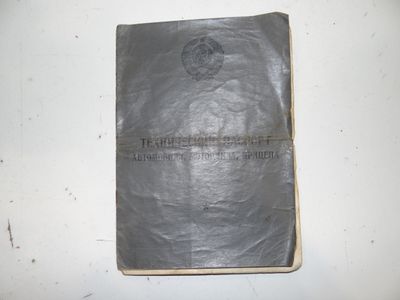 ТЕХНИЧЕСКИЙ ПАСПОРТ
АВТОМОБИЛЯ, МОТОЦИКЛА, ПРИЦЕПА